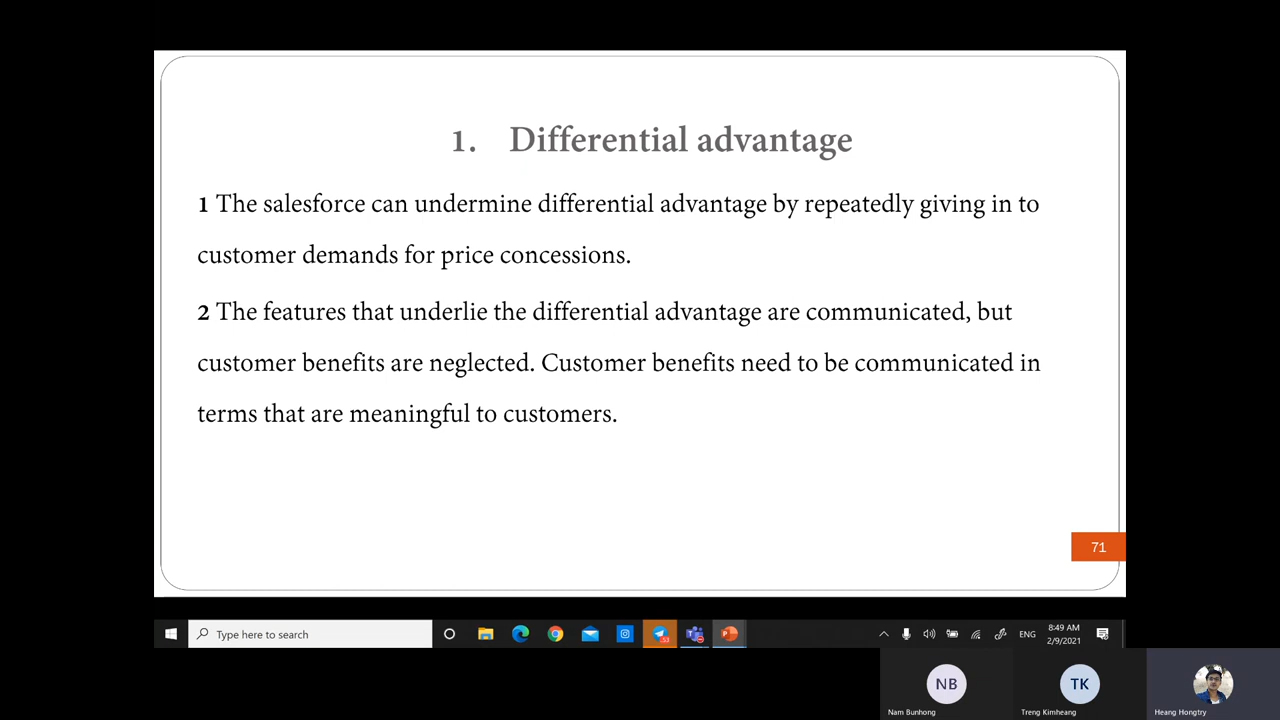 1. Differential advantage
1 The salesforce can undermine differential advantage by repeatedly giving in to
customer demands for price concessions.
2 The features that underlie the differential advantage are communicated, but
customer benefits are neglected. Customer benefits need to be communicated in
terms that are meaningful to customers.
71
Type here to search
53
ENG
8:49 AM
2/9/2021
NB
TK
Nam Bunhong
Treng Kimheang
Heang Hongtry